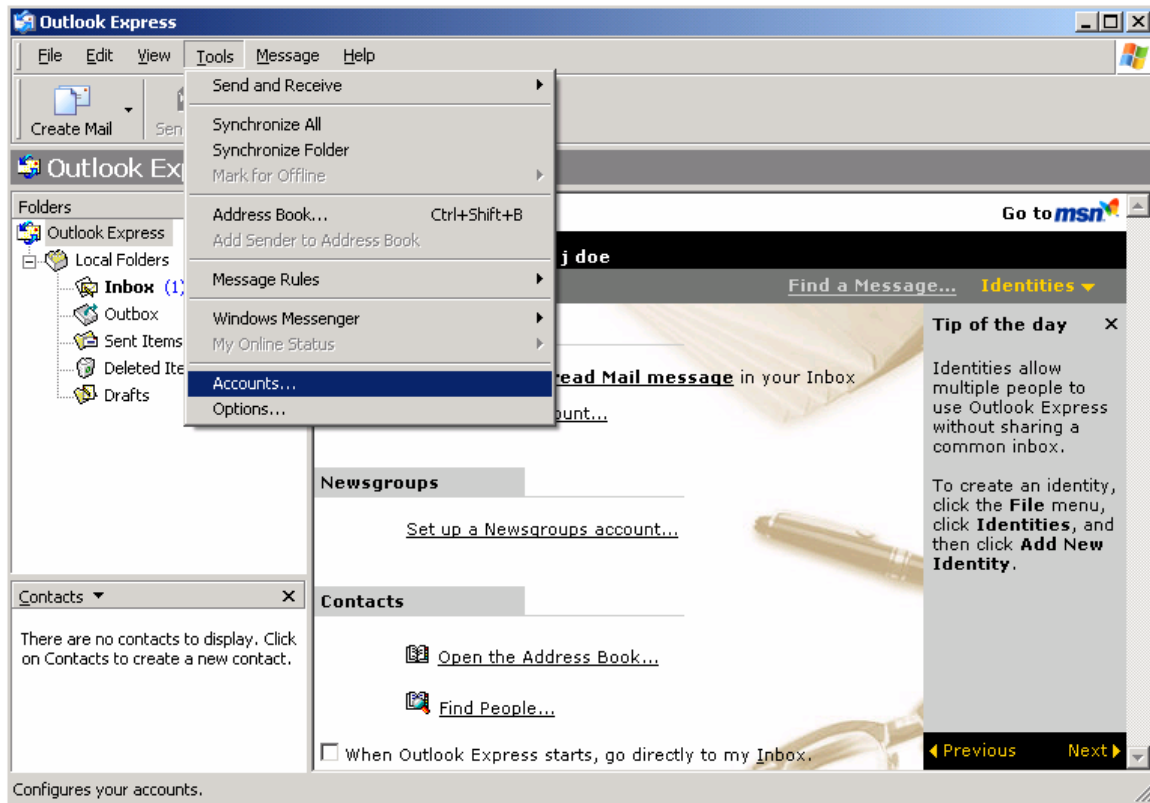 Outlook Express
File Edit View Tools Message Help
Create Mail
Sen
Send and Receive
Synchronize All
Synchronize Folder
Mark for Offline
Address Book... Ctrl+Shift+B
Add Sender to Address Book
Message Rules
Windows Messenger
My Online Status
Accounts...
Options...
Outlook Exp
Folders
Outlook Express
Local Folders
Inbox (1)
Outbox
Sent Items
Deleted Ite
Drafts
Contacts
There are no contacts to display. Click
on Contacts to create a new contact.
Go to msn
j doe
Find a Message... Identities
read Mail message in your Inbox
ount...
Newsgroups
Set up a Newsgroups account...
Contacts
Open the Address Book...
Find People...
When Outlook Express starts, go directly to my Inbox.
Tip of the day
Identities allow
multiple people to
use Outlook Express
without sharing a
common inbox.
To create an identity,
click the File menu,
click Identities, and
then click Add New
Identity.
Previous Next
Configures your accounts.